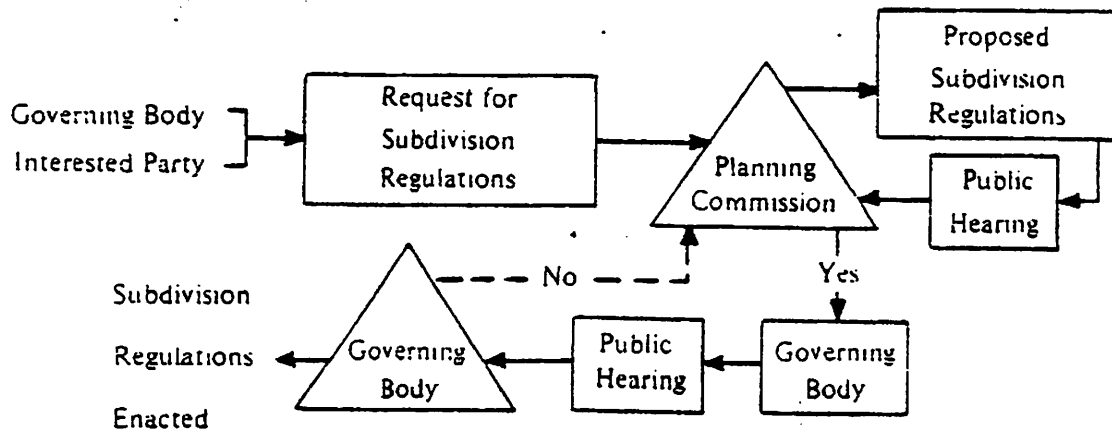 Governing Body
Interested Party
Request for
Subdivision
Regulations
Planning
Commission
Proposed
Subdivision
Regulations
Public
Hearing
Yes
Governing
Body
Public
Hearing
Governing
Body
No
Subdivision
Regulations
Enacted